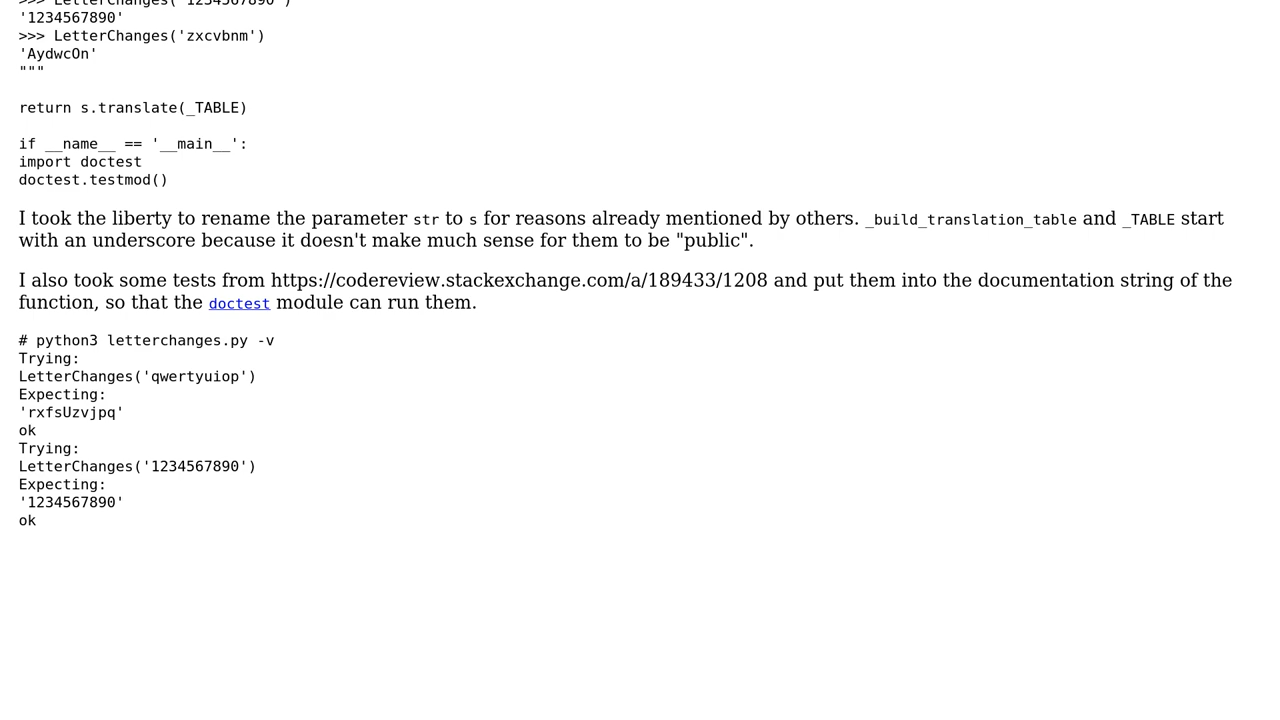 >>> LetterChanges('1234567890')
'1234567890'
>>> LetterChanges('zxcvbnm')
'AydwcOn'
"""
return s.translate(_TABLE)
if __name__ == '__main__':
import doctest
doctest.testmod()
I took the liberty to rename the parameter str to s for reasons already mentioned by others. _build_translation_table and _TABLE start
with an underscore because it doesn't make much sense for them to be "public".
I also took some tests from https://codereview.stackexchange.com/a/189433/1208 and put them into the documentation string of the
function, so that the doctest module can run them.
# python3 letterchanges.py -v
Trying:
LetterChanges('qwertyuiop')
Expecting:
'rxfsUzvjpq'
ok
Trying:
LetterChanges('1234567890')
Expecting:
'1234567890'
ok